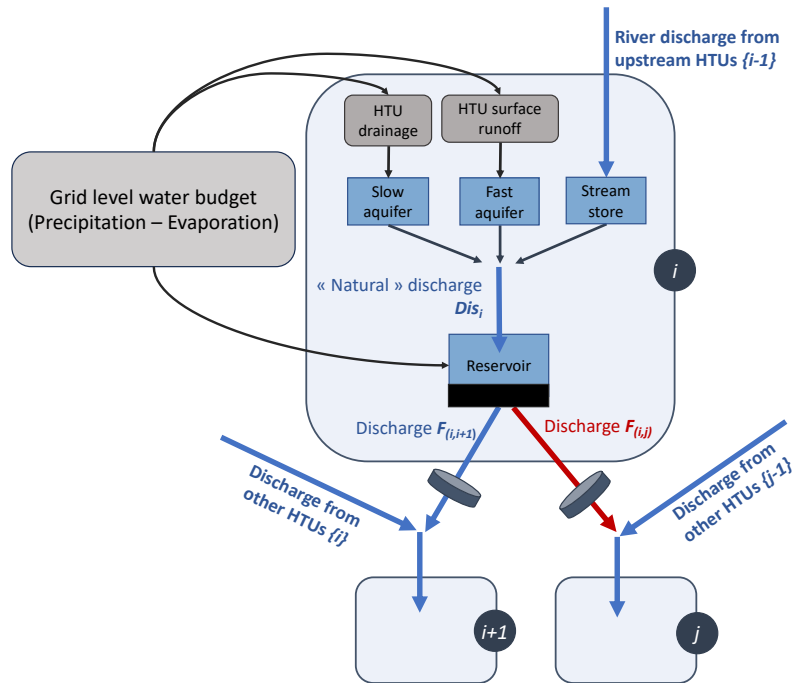 River discharge from
upstream HTUs {i-1}
HTU
drainage
HTU surface
runoff
Grid level water budget
(Precipitation – Evaporation)
Slow
aquifer
Fast
aquifer
Stream
store
i
« Natural » discharge
Disᵢ
Reservoir
Discharge F(i,i+1)
Discharge F(i,j)
Discharge from
other HTUs {i}
Discharge from
other HTUs {j-1}
i+1
j